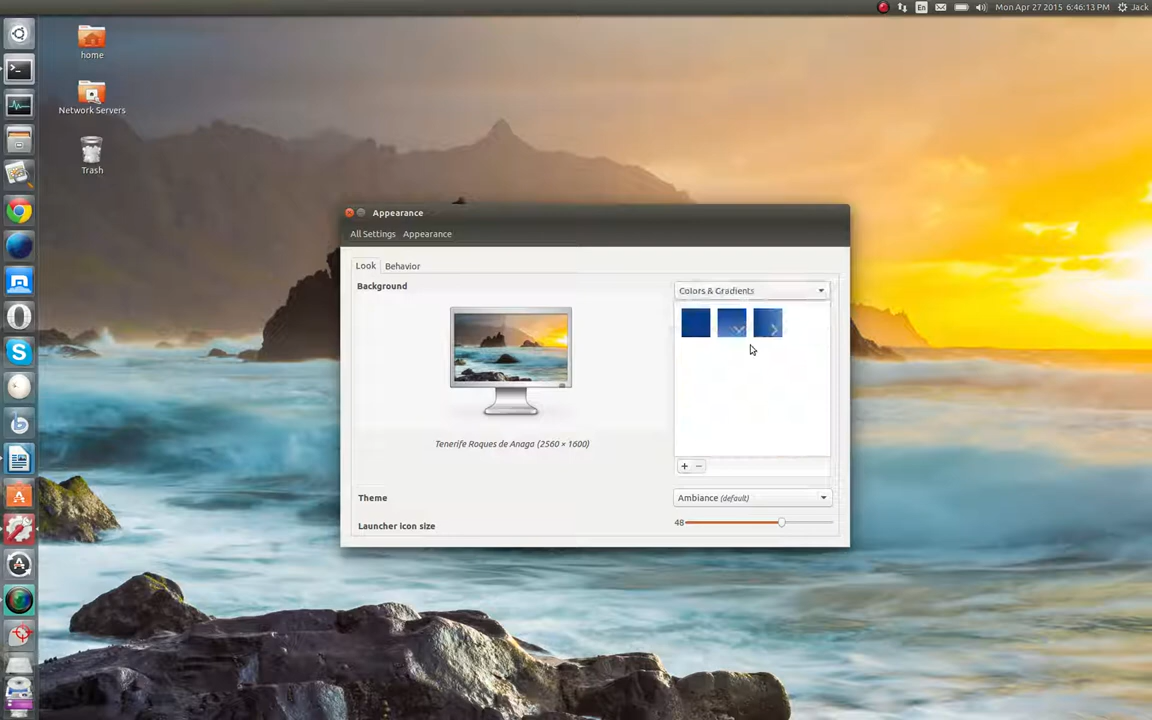 En
Mon Apr 27 2015 6:46:13 PM
Jack
home
Network Servers
Trash
Appearance
All Settings Appearance
Look Behavior
Background
Colors & Gradients
Tenerife Roques de Anaga (2560 × 1600)
+ −
Theme
Ambiance (default)
Launcher icon size
48